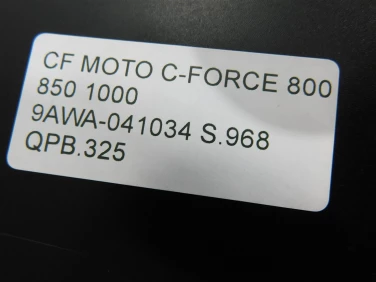 CF MOTO C-FORCE 800
850 1000
9AWA-041034 S.968
QPB.325